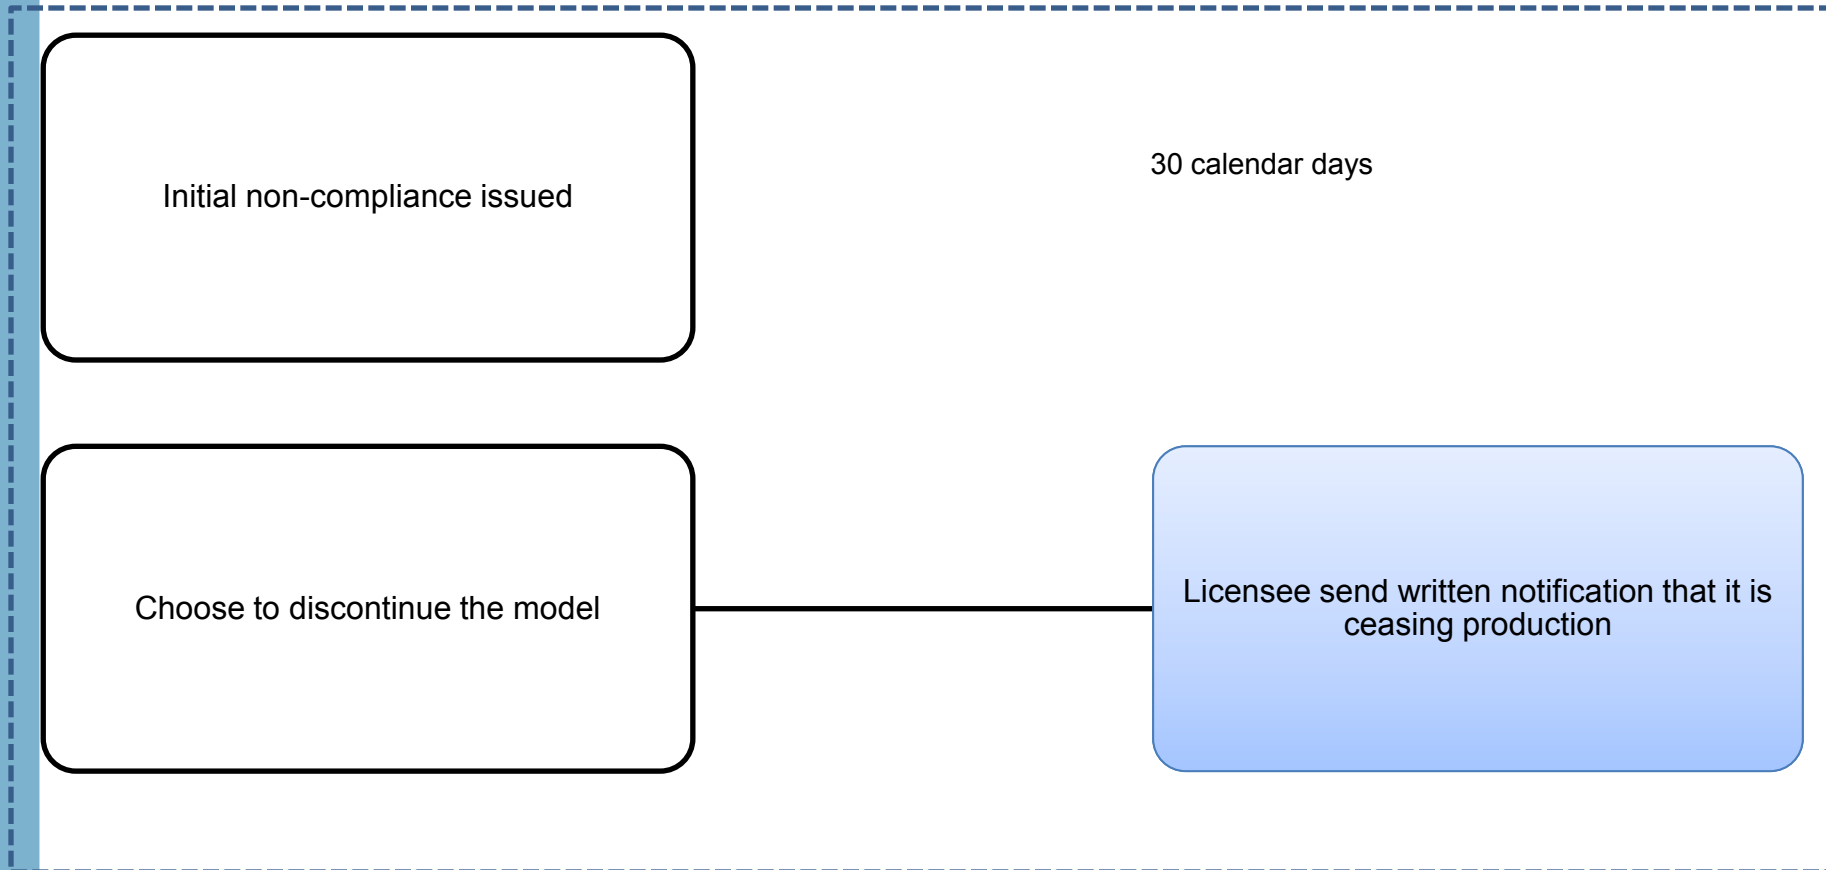 Initial non-compliance issued
30 calendar days
Choose to discontinue the model
Licensee send written notification that it is
ceasing production